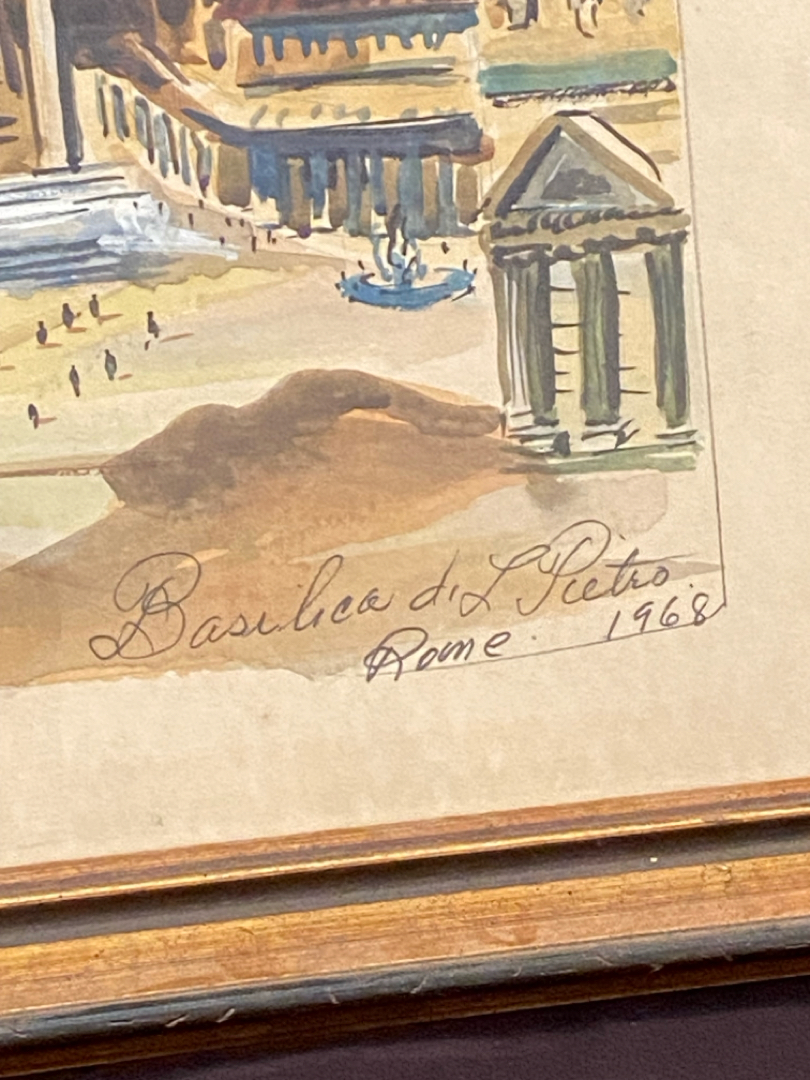 Basilica di S. Pietro.
Rome. 1968